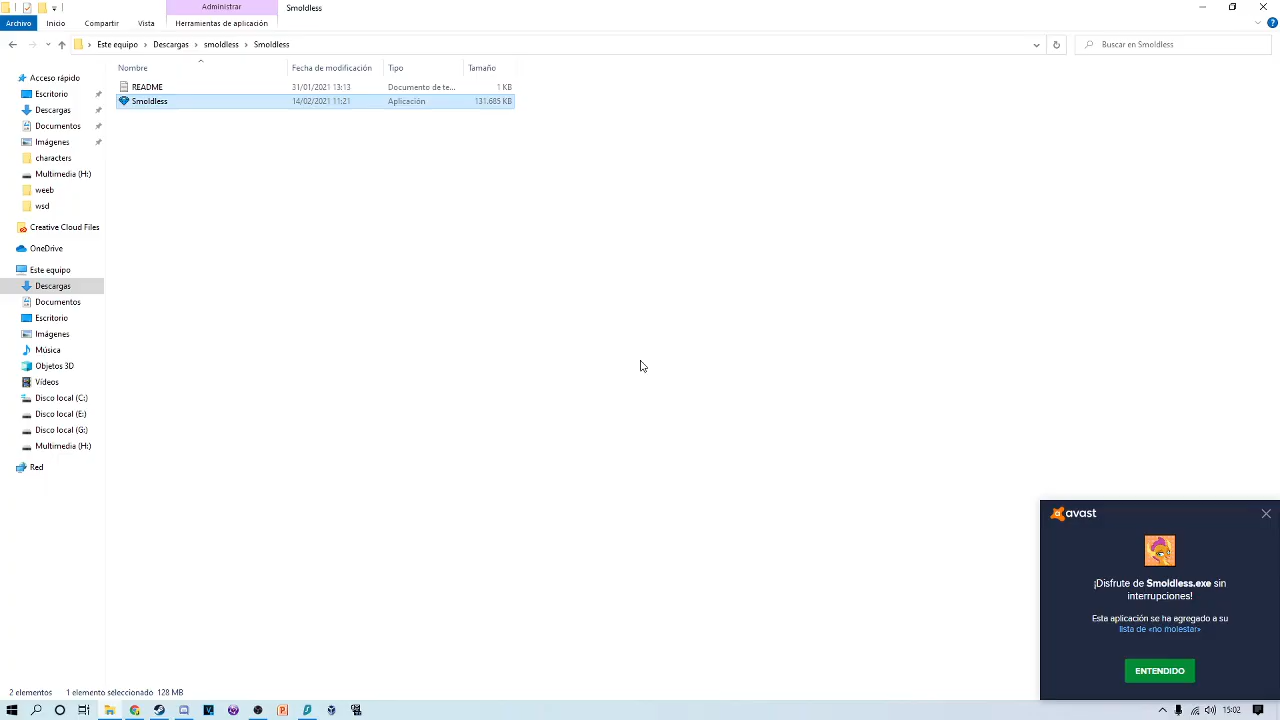 Administrar
Smoldless
Archivo
Inicio
Compartir
Vista
Herramientas de aplicación
Este equipo > Descargas > smoldless > Smoldless
Buscar en Smoldless
Nombre
Fecha de modificación
Tipo
Tamaño
README
31/01/2021 13:13
Documento de te...
1 KB
Smoldless
14/02/2021 11:21
Aplicación
131.685 KB
Acceso rápido
Escritorio
Descargas
Documentos
Imágenes
characters
Multimedia (H:)
weeb
wsd
Creative Cloud Files
OneDrive
Este equipo
Descargas
Documentos
Escritorio
Imágenes
Música
Objetos 3D
Vídeos
Disco local (C:)
Disco local (E:)
Disco local (G:)
Multimedia (H:)
Red
avast
¡Disfrute de Smoldless.exe sin
interrupciones!
Esta aplicación se ha agregado a su
lista de «no molestar»
ENTENDIDO
2 elementos
1 elemento seleccionado 128 MB
15:02